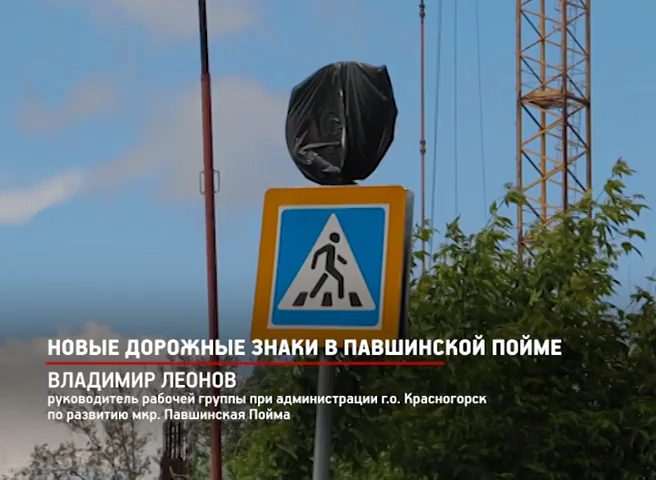 НОВЫЕ ДОРОЖНЫЕ ЗНАКИ В ПАВШИНСКОЙ ПОЙМЕ
ВЛАДИМИР ЛЕОНОВ
руководитель рабочей группы при администрации г.о. Красногорск
по развитию мкр. Павшинская Пойма